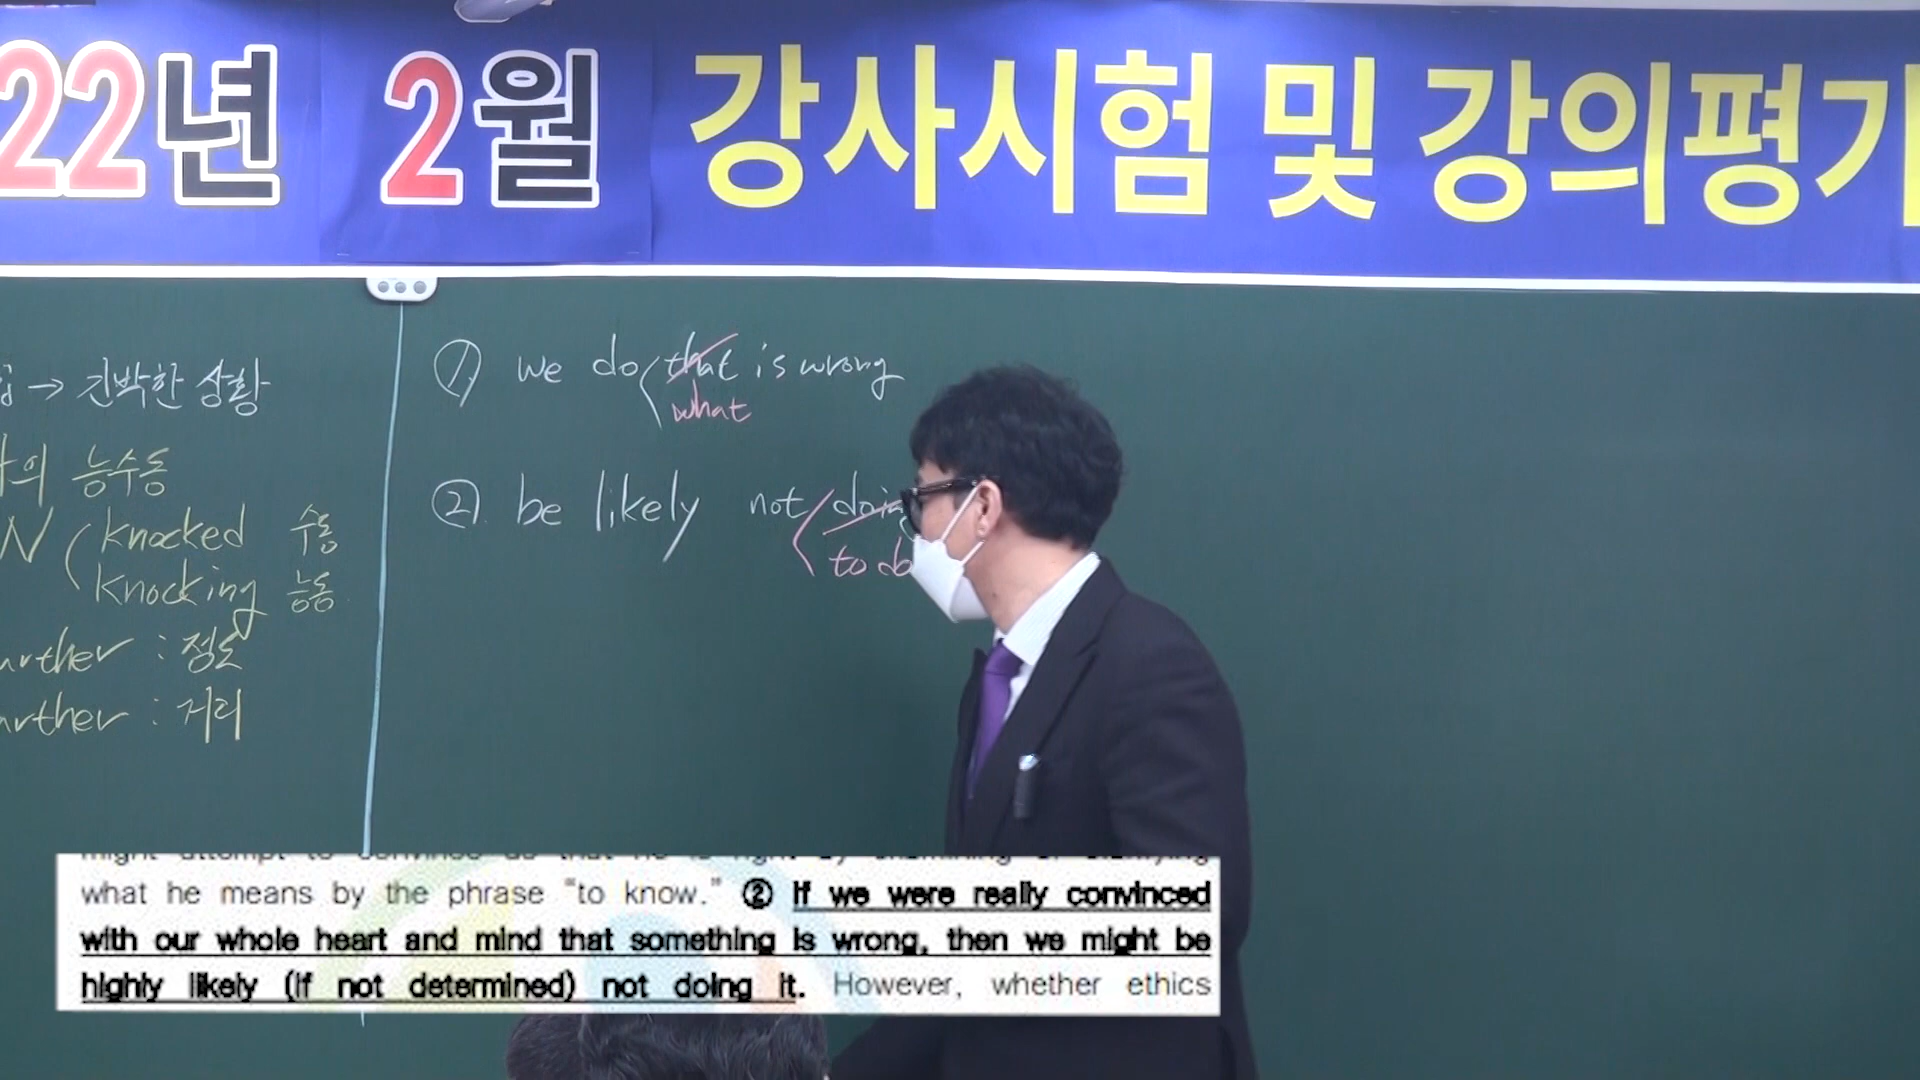 22년 2월 강사시험 및 강의평가
→ 긴박한 상황
의 능수동
N knocked 수동
knocking 능동
urther : 정도
arther : 거리
① we do that is wrong
what
② be likely not doing
to do
what he means by the phrase “to know.” ② If we were really convinced
with our whole heart and mind that something is wrong, then we might be
highly likely (if not determined) not doing it. However, whether ethics